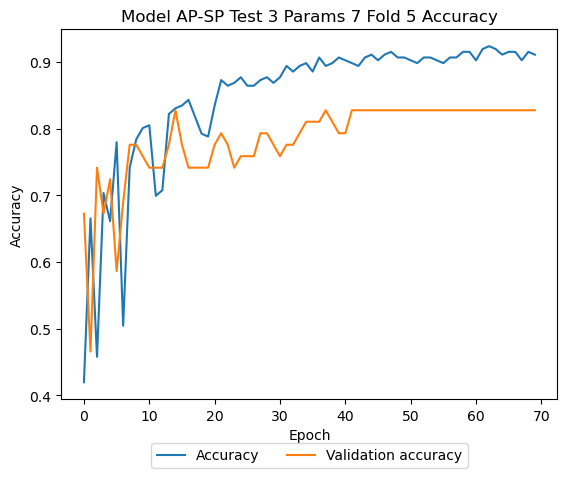 Model AP-SP Test 3 Params 7 Fold 5 Accuracy
0.9
0.8
0.7
0.6
0.5
0.4
Accuracy
0 10 20 30 40 50 60 70
Epoch
Accuracy Validation accuracy